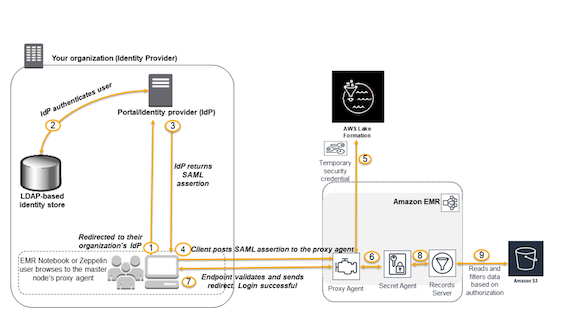 Your organization (Identity Provider)
IdP authenticates user
2
Portal/identity provider (IdP)
3
IdP returns
SAML
assertion
LDAP-based
identity store
Redirected to their
organization's IdP
1
4
Client posts SAML assertion to the proxy agent
EMR Notebook or Zeppelin
user browses to the master
node's proxy agent
7
Endpoint validates and sends
redirect. Login successful
AWS Lake
Formation
Temporary
security
credential
5
Amazon EMR
6
8
9
Proxy Agent
Secret Agent
Records
Server
Reads and
filters data
based on
authorization
Amazon S3